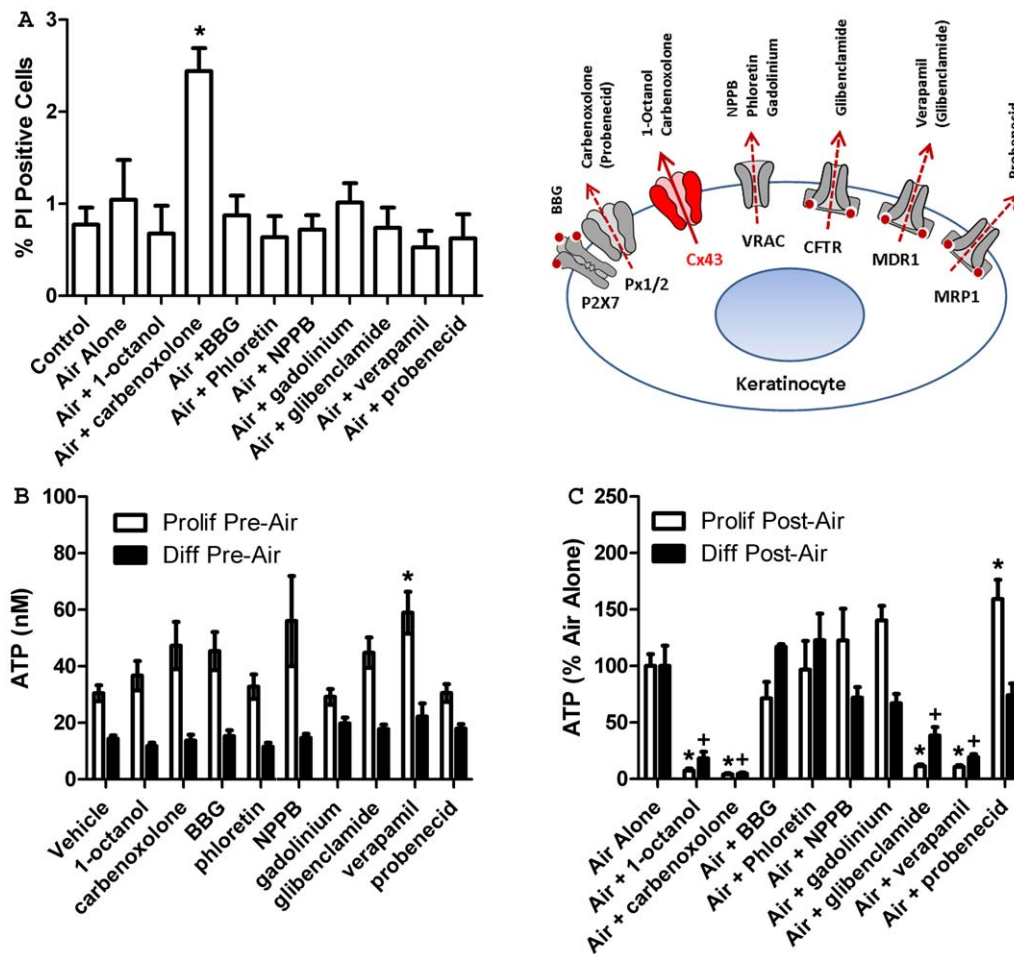 A
3
2
1
0
% PI Positive Cells
*
Control
Air Alone
Air + 1-octanol
Air + carbenoxolone
Air +BBG
Air + Phloretin
Air + NPPB
Air + gadolinium
Air + glibenclamide
Air + verapamil
Air + probenecid
BBG
Carbenoxolone
(Probenecid)
1-Octanol
Carbenoxolone
NPPB
Phloretin
Gadolinium
Glibenclamide
Verapamil
(Glibenclamide)
Probenecid
P2X7
Px1/2
Cx43
VRAC
CFTR
MDR1
MRP1
Keratinocyte
B
100
80
60
40
20
0
ATP (nM)
Prolif Pre-Air
Diff Pre-Air
*
Vehicle
1-octanol
carbenoxolone
BBG
phloretin
NPPB
gadolinium
glibenclamide
verapamil
probenecid
C
250
200
150
100
50
0
ATP (% Air Alone)
Prolif Post-Air
Diff Post-Air
* + * + * + * + *
Air Alone
Air + 1-octanol
Air + carbenoxolone
Air + BBG
Air + Phloretin
Air + NPPB
Air + gadolinium
Air + glibenclamide
Air + verapamil
Air + probenecid